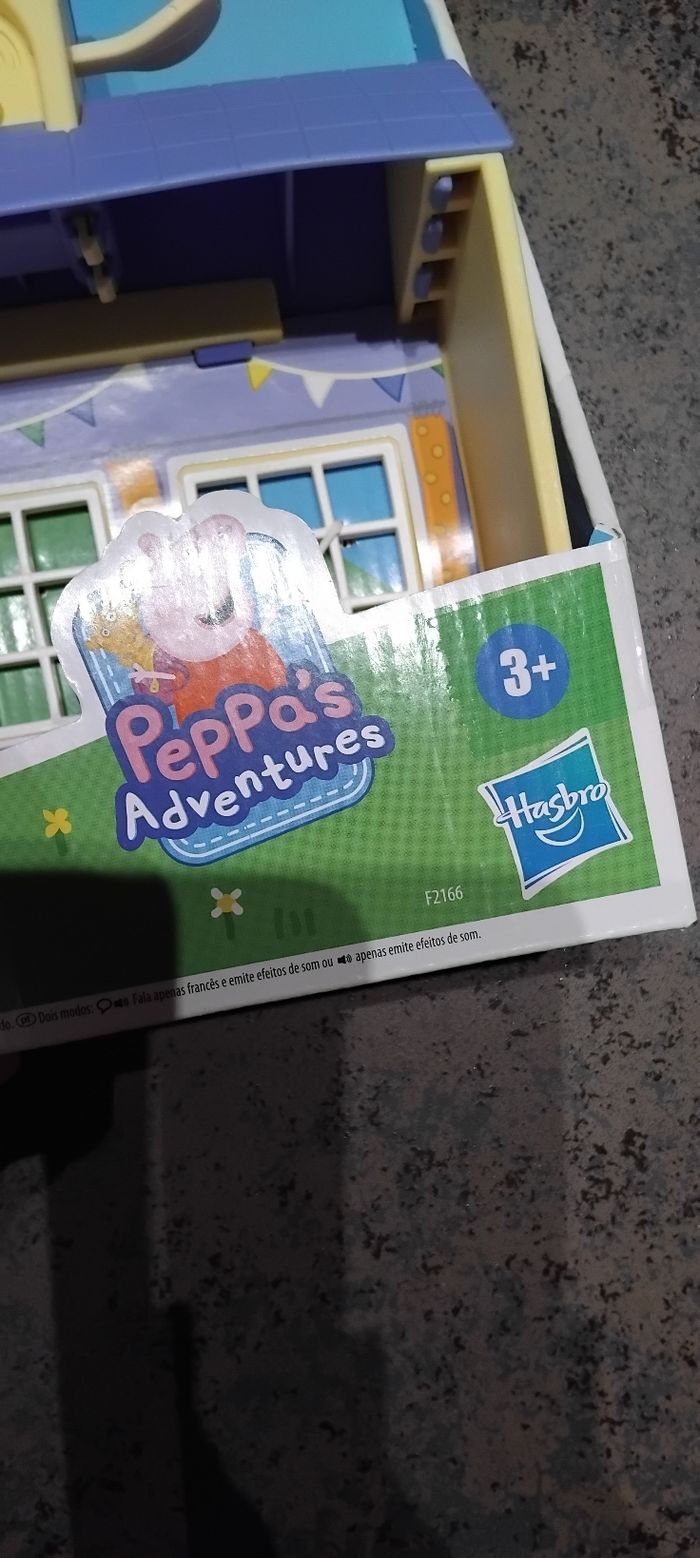 Peppa's
Adventures
3+
Hasbro
F2166
do. pt Dois modos: Fala apenas francês e emite efeitos de som ou apenas emite efeitos de som.